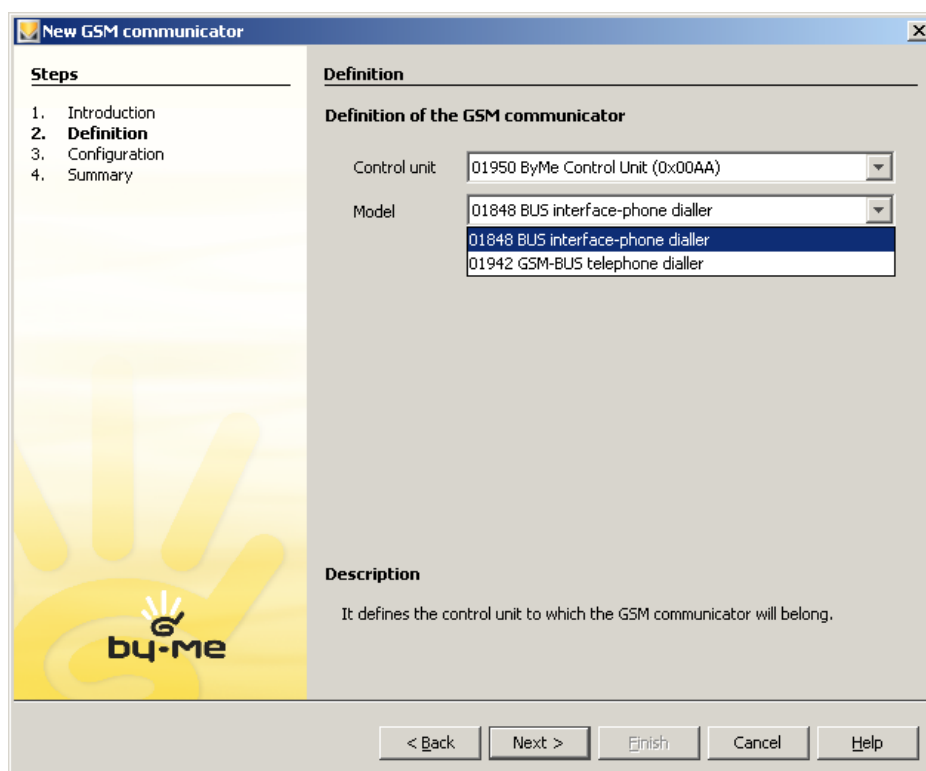 New GSM communicator
Steps
1. Introduction
2. Definition
3. Configuration
4. Summary
by-me
Definition
Definition of the GSM communicator
Control unit 01950 ByMe Control Unit (0x00AA)
Model 01848 BUS interface-phone dialler
01848 BUS interface-phone dialler
01942 GSM-BUS telephone dialler
Description
It defines the control unit to which the GSM communicator will belong.
< Back Next > Finish Cancel Help